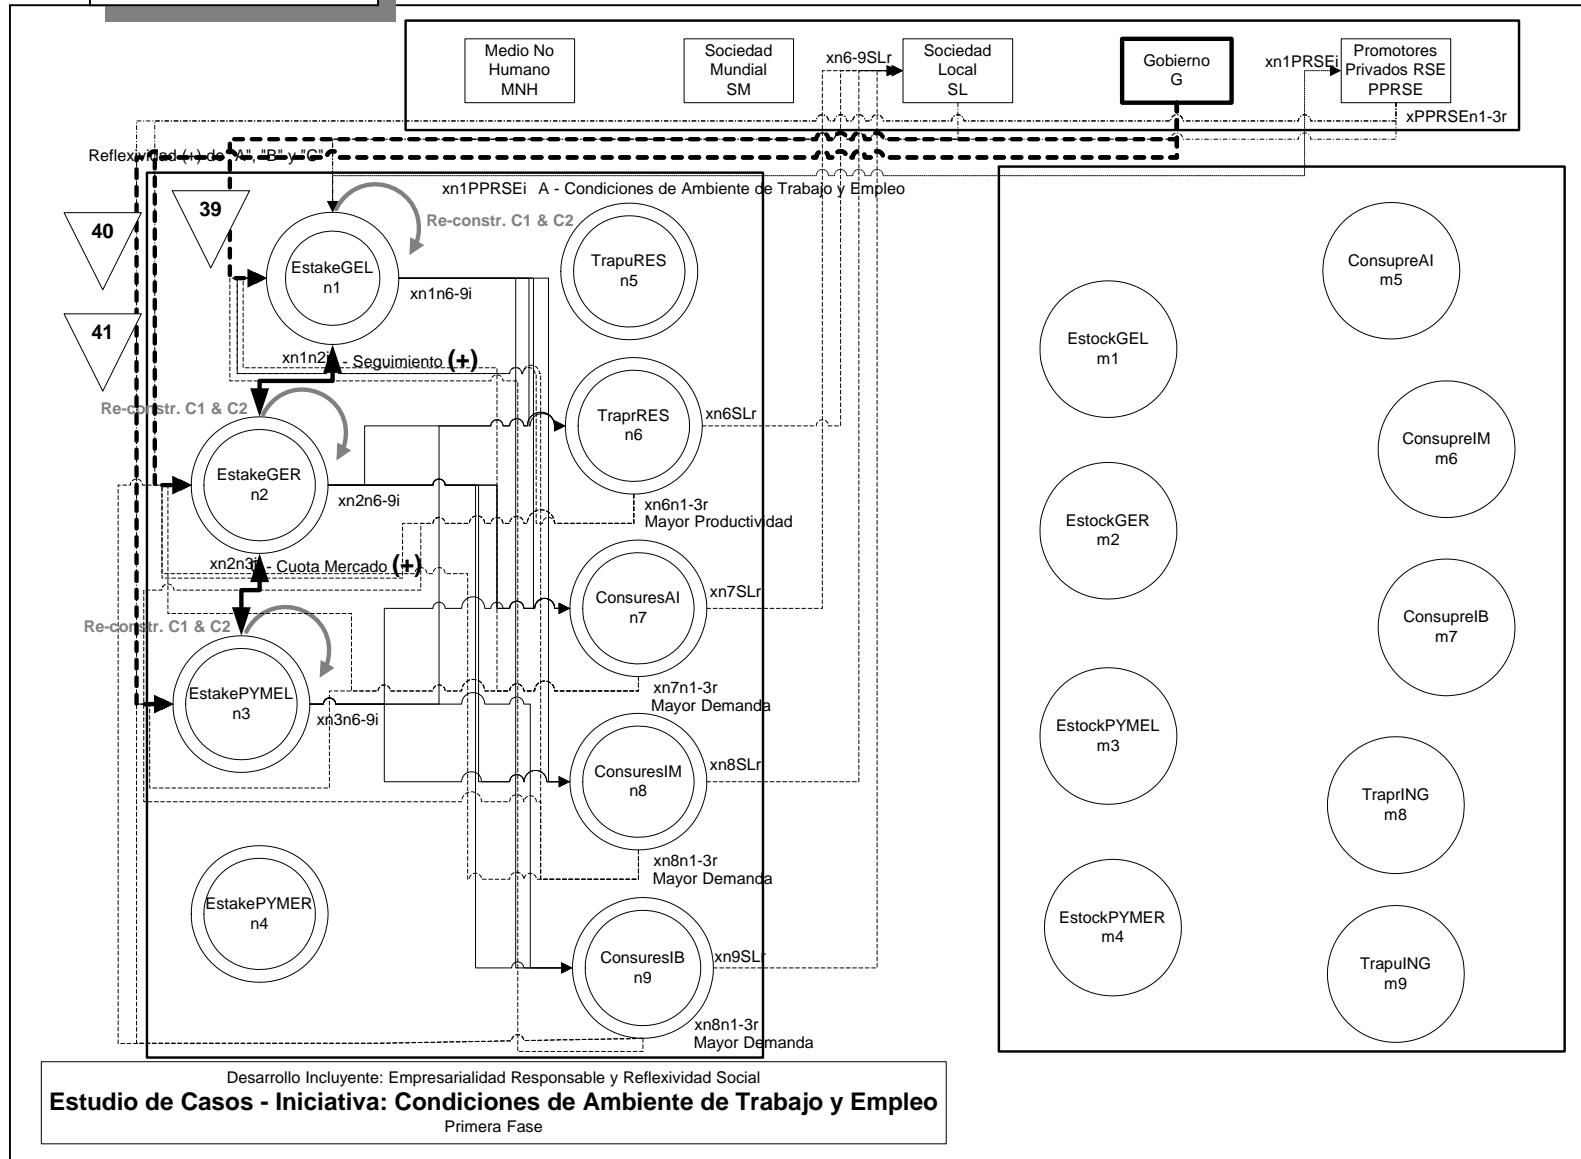 Medio No
Humano
MNH
Sociedad
Mundial
SM
xn6-9SLr
Sociedad
Local
SL
Gobierno
G
xn1PRSEi
Promotores
Privados RSE
PPRSE
xPPRSEn1-3r
Reflexividad (+) de "A", "B" y "C"
xn1PPRSEi
A - Condiciones de Ambiente de Trabajo y Empleo
39
40
41
Re-constr. C1 & C2
EstakeGEL
n1
xn1n6-9i
TrapuRES
n5
xn1n2i
- Seguimiento (+)
Re-constr. C1 & C2
TraprRES
n6
xn6SLr
EstakeGER
n2
xn2n6-9i
xn6n1-3r
Mayor Productividad
xn2n3i
- Cuota Mercado (+)
Re-constr. C1 & C2
ConsuresAI
n7
xn7SLr
EstakePYMEL
n3
xn3n6-9i
xn7n1-3r
Mayor Demanda
ConsuresIM
n8
xn8SLr
xn8n1-3r
Mayor Demanda
EstakePYMER
n4
ConsuresIB
n9
xn9SLr
xn8n1-3r
Mayor Demanda
EstockGEL
m1
EstockGER
m2
EstockPYMEL
m3
EstockPYMER
m4
ConsupreAI
m5
ConsupreIM
m6
ConsupreIB
m7
TraprING
m8
TrapuING
m9
Desarrollo Incluyente: Empresarialidad Responsable y Reflexividad Social
Estudio de Casos - Iniciativa: Condiciones de Ambiente de Trabajo y Empleo
Primera Fase